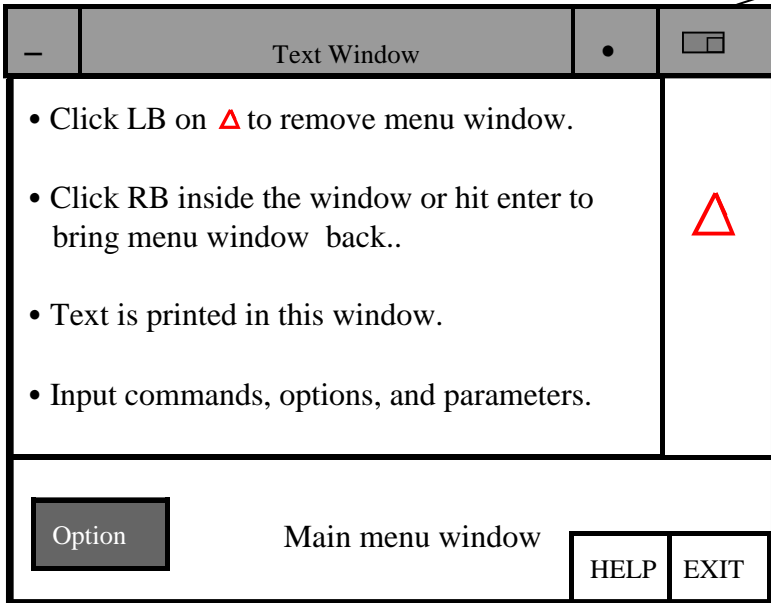 Text Window
• Click LB on Δ to remove menu window.
• Click RB inside the window or hit enter to
bring menu window back..
• Text is printed in this window.
• Input commands, options, and parameters.
Option
Main menu window
HELP
EXIT